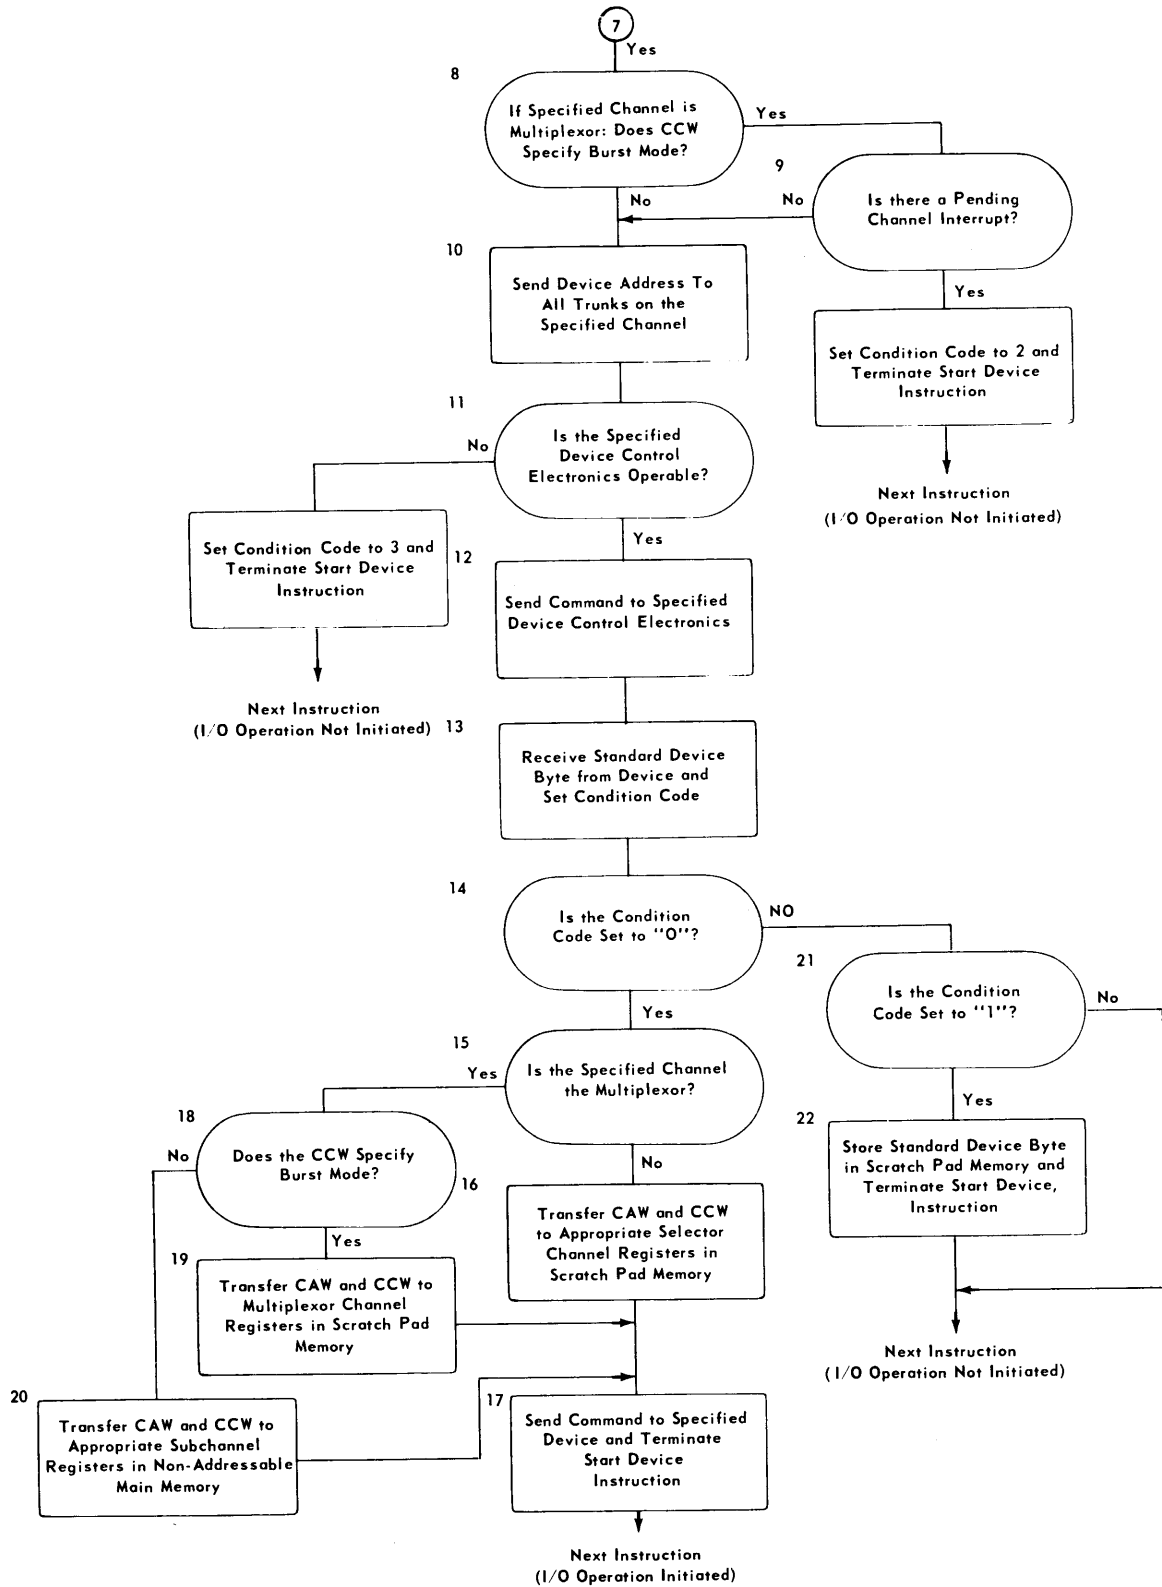 7
Yes
8
If Specified Channel is
Multiplexor: Does CCW
Specify Burst Mode?
Yes
No
9
Is there a Pending
Channel Interrupt?
No
Yes
Set Condition Code to 2 and
Terminate Start Device
Instruction
Next Instruction
(I/O Operation Not Initiated)
10
Send Device Address To
All Trunks on the
Specified Channel
11
Is the Specified
Device Control
Electronics Operable?
No
Yes
Set Condition Code to 3 and
Terminate Start Device
Instruction
Next Instruction
(I/O Operation Not Initiated)
12
Send Command to Specified
Device Control Electronics
13
Receive Standard Device
Byte from Device and
Set Condition Code
14
Is the Condition
Code Set to "0"?
NO
Yes
15
Is the Specified Channel
the Multiplexor?
Yes
No
16
Transfer CAW and CCW
to Appropriate Selector
Channel Registers in
Scratch Pad Memory
17
Send Command to Specified
Device and Terminate
Start Device
Instruction
Next Instruction
(I/O Operation Initiated)
18
Does the CCW Specify
Burst Mode?
No
Yes
19
Transfer CAW and CCW to
Multiplexor Channel
Registers in Scratch Pad
Memory
20
Transfer CAW and CCW to
Appropriate Subchannel
Registers in Non-Addressable
Main Memory
21
Is the Condition
Code Set to "1"?
No
Yes
22
Store Standard Device Byte
in Scratch Pad Memory and
Terminate Start Device,
Instruction
Next Instruction
(I/O Operation Not Initiated)